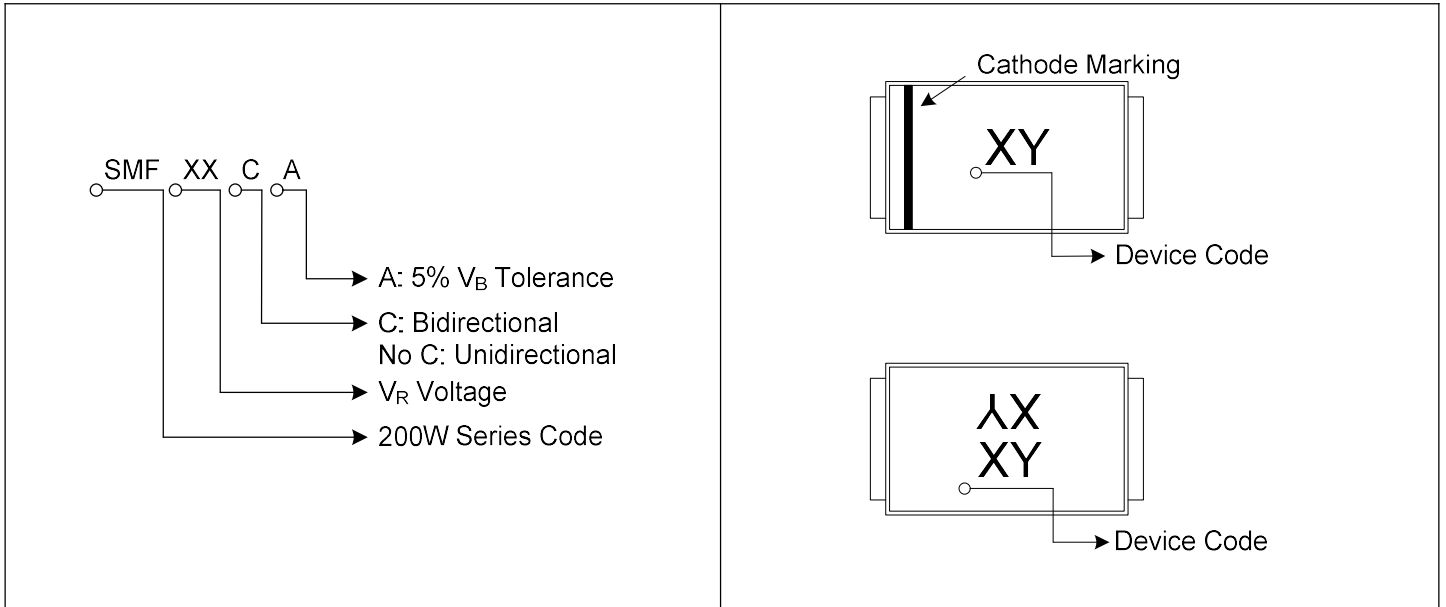 SMF XX C A
A: 5% VB Tolerance
C: Bidirectional
No C: Unidirectional
VR Voltage
200W Series Code
Cathode Marking
XY
Device Code
XY
XY
Device Code